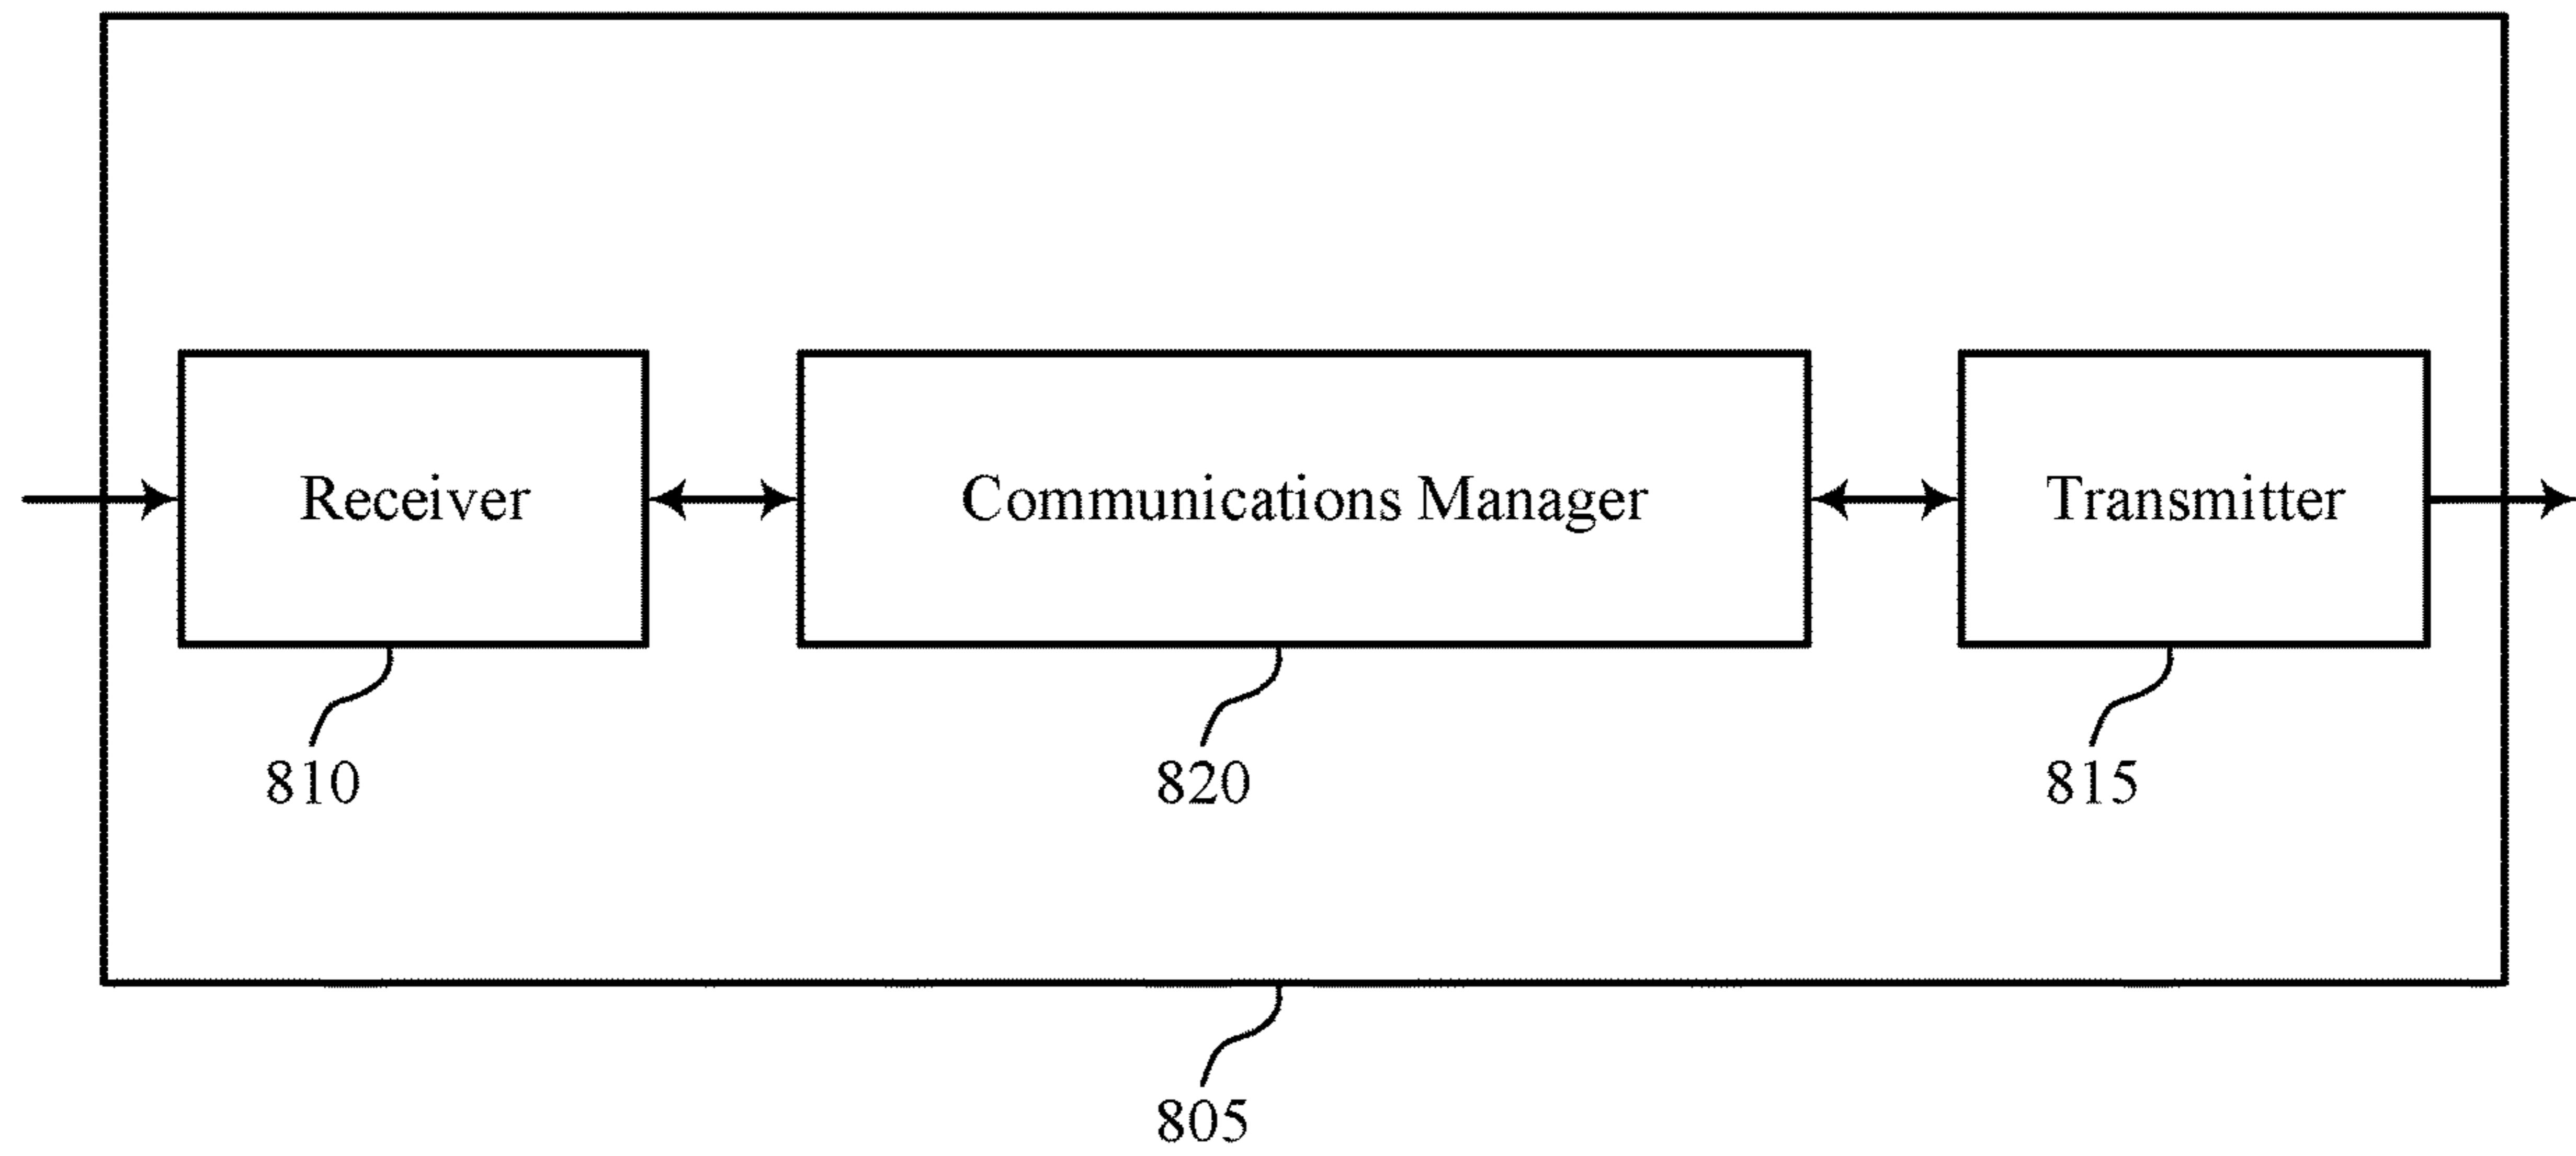 Receiver
Communications Manager
Transmitter
810
820
815
805